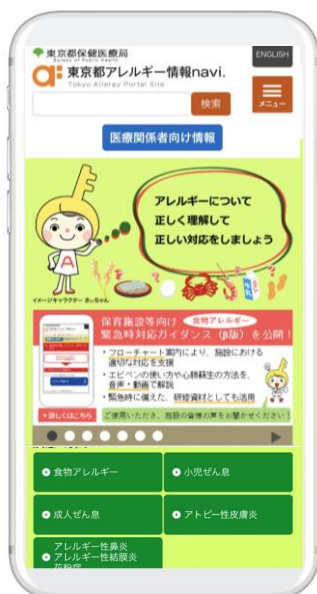 東京都保健医療局
Bureau of Public Health
ENGLISH
a:
東京都アレルギー情報navi.
Tokyo Allergy Portal Site
検索
メニュー
医療関係者向け情報
アレルギーについて
正しく理解して
正しい対応をしましょう
A
牛乳
イメージキャラクター きぃちゃん
保育施設等向け 食物アレルギー
緊急時対応ガイダンス(β版)を公開!
・フローチャート案内により、施設における
適切な対応を支援
・エピペンの使い方や心肺蘇生の方法を、
音声・動画で解説
・緊急時に備えた、研修資材としても活用
▶詳しくはこちら
ご使用いただき、施設の皆様の声をお聞かせください!
食物アレルギー
小児ぜん息
成人ぜん息
アトピー性皮膚炎
アレルギー性鼻炎
アレルギー性結膜炎
花粉症